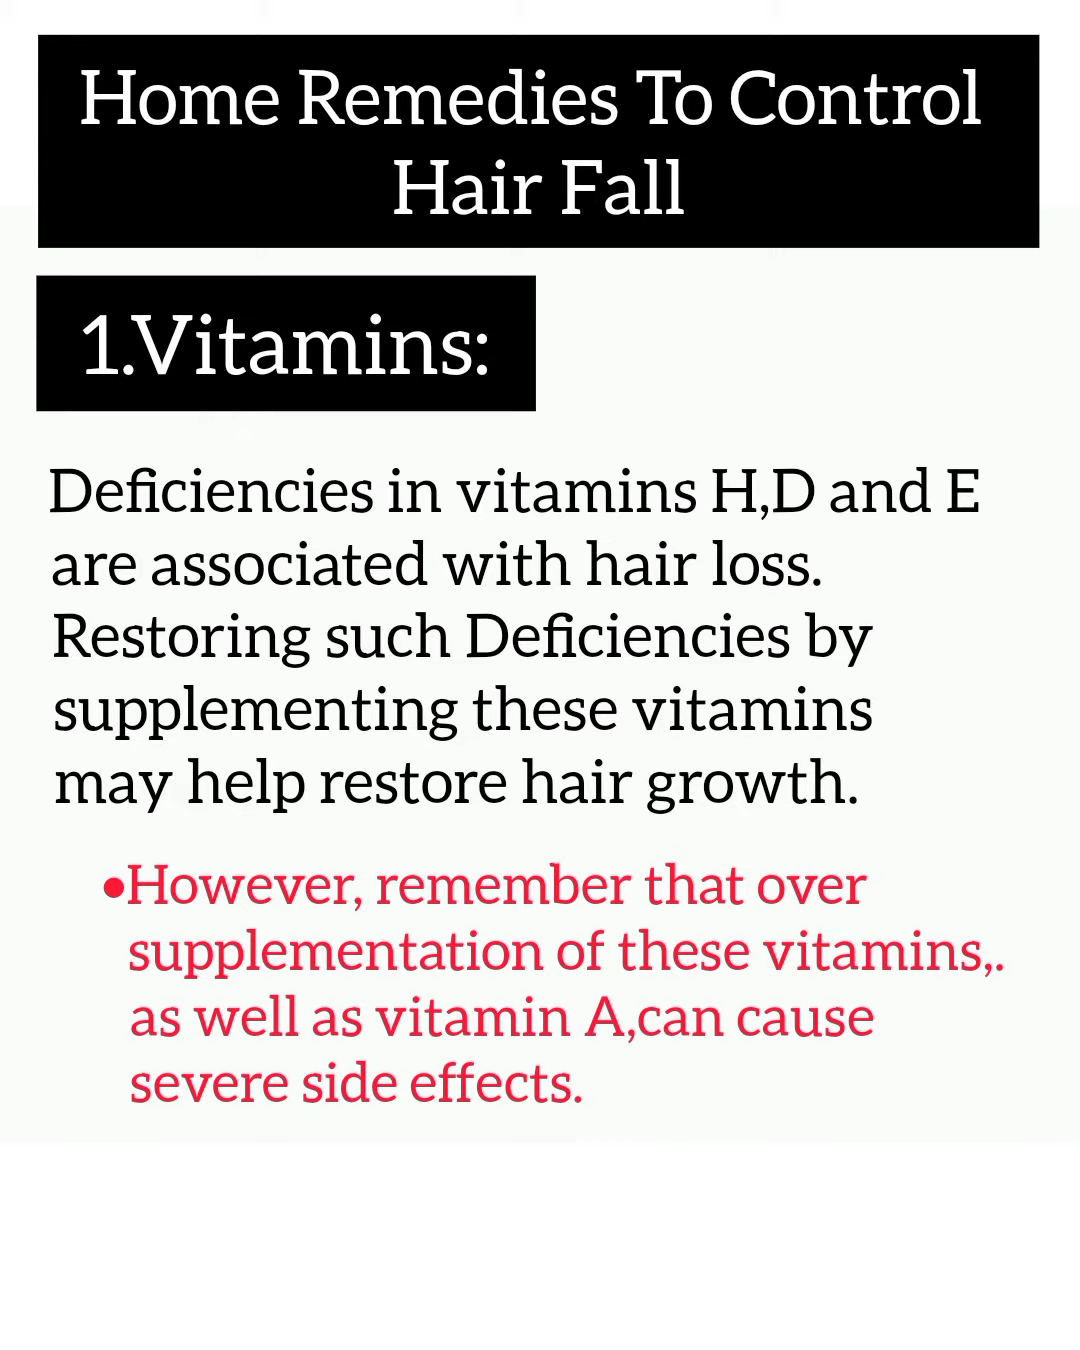 Home Remedies To Control
Hair Fall
1.Vitamins:
Deficiencies in vitamins H,D and E
are associated with hair loss.
Restoring such Deficiencies by
supplementing these vitamins
may help restore hair growth.
•However, remember that over
supplementation of these vitamins,.
as well as vitamin A,can cause
severe side effects.